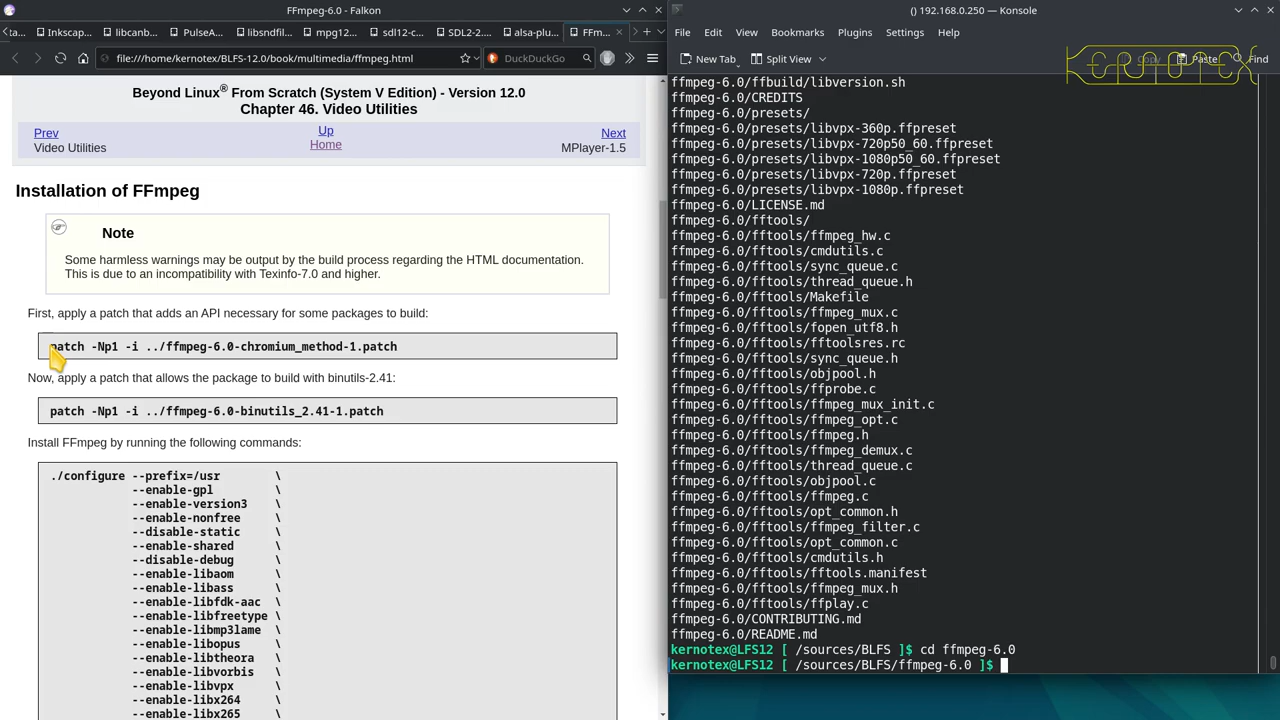 FFmpeg-6.0 - Falkon
ta... Inkscap... libcanb... PulseA... libsndfil... mpg12... sdl12-c... SDL2-2... alsa-plu... FFm...
file:///home/kernotex/BLFS-12.0/book/multimedia/ffmpeg.html DuckDuckGo
Beyond Linux® From Scratch (System V Edition) - Version 12.0
Chapter 46. Video Utilities
Prev Up Next
Video Utilities Home MPlayer-1.5
Installation of FFmpeg
Note
Some harmless warnings may be output by the build process regarding the HTML documentation.
This is due to an incompatibility with Texinfo-7.0 and higher.
First, apply a patch that adds an API necessary for some packages to build:
patch -Np1 -i ../ffmpeg-6.0-chromium_method-1.patch
Now, apply a patch that allows the package to build with binutils-2.41:
patch -Np1 -i ../ffmpeg-6.0-binutils_2.41-1.patch
Install FFmpeg by running the following commands:
./configure --prefix=/usr \
--enable-gpl \
--enable-version3 \
--enable-nonfree \
--disable-static \
--enable-shared \
--disable-debug \
--enable-libaom \
--enable-libass \
--enable-libfdk-aac \
--enable-libfreetype \
--enable-libmp3lame \
--enable-libopus \
--enable-libtheora \
--enable-libvorbis \
--enable-libvpx \
--enable-libx264 \
--enable-libx265 \
() 192.168.0.250 — Konsole
File Edit View Bookmarks Plugins Settings Help
New Tab Split View Copy Paste Find
KERNOTEX
ffmpeg-6.0/ffbuild/libversion.sh
ffmpeg-6.0/CREDITS
ffmpeg-6.0/presets/
ffmpeg-6.0/presets/libvpx-360p.ffpreset
ffmpeg-6.0/presets/libvpx-720p50_60.ffpreset
ffmpeg-6.0/presets/libvpx-1080p50_60.ffpreset
ffmpeg-6.0/presets/libvpx-720p.ffpreset
ffmpeg-6.0/presets/libvpx-1080p.ffpreset
ffmpeg-6.0/LICENSE.md
ffmpeg-6.0/fftools/
ffmpeg-6.0/fftools/ffmpeg_hw.c
ffmpeg-6.0/fftools/cmdutils.c
ffmpeg-6.0/fftools/sync_queue.c
ffmpeg-6.0/fftools/thread_queue.h
ffmpeg-6.0/fftools/Makefile
ffmpeg-6.0/fftools/ffmpeg_mux.c
ffmpeg-6.0/fftools/fopen_utf8.h
ffmpeg-6.0/fftools/fftoolsres.rc
ffmpeg-6.0/fftools/sync_queue.h
ffmpeg-6.0/fftools/objpool.h
ffmpeg-6.0/fftools/ffprobe.c
ffmpeg-6.0/fftools/ffmpeg_mux_init.c
ffmpeg-6.0/fftools/ffmpeg_opt.c
ffmpeg-6.0/fftools/ffmpeg.h
ffmpeg-6.0/fftools/ffmpeg_demux.c
ffmpeg-6.0/fftools/thread_queue.c
ffmpeg-6.0/fftools/objpool.c
ffmpeg-6.0/fftools/ffmpeg.c
ffmpeg-6.0/fftools/opt_common.h
ffmpeg-6.0/fftools/ffmpeg_filter.c
ffmpeg-6.0/fftools/opt_common.c
ffmpeg-6.0/fftools/cmdutils.h
ffmpeg-6.0/fftools/fftools.manifest
ffmpeg-6.0/fftools/ffmpeg_mux.h
ffmpeg-6.0/fftools/ffplay.c
ffmpeg-6.0/CONTRIBUTING.md
ffmpeg-6.0/README.md
kernotex@LFS12 [ /sources/BLFS ]$ cd ffmpeg-6.0
kernotex@LFS12 [ /sources/BLFS/ffmpeg-6.0 ]$